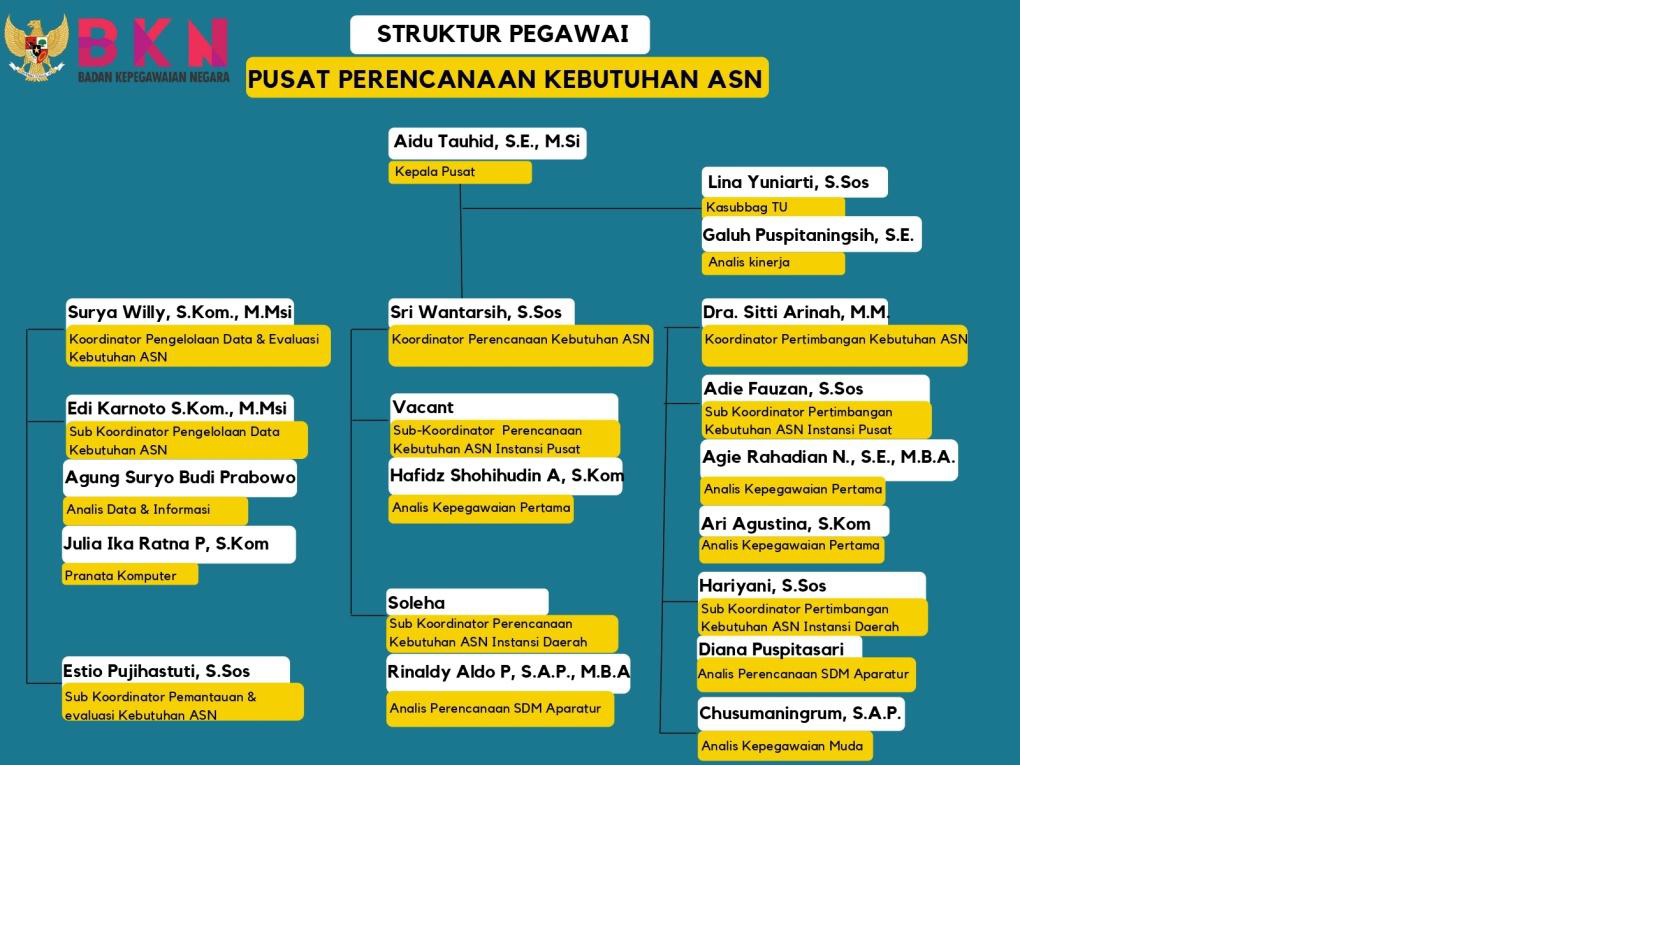 BKN
BADAN KEPEGAWAIAN NEGARA
STRUKTUR PEGAWAI
PUSAT PERENCANAAN KEBUTUHAN ASN
Aidu Tauhid, S.E., M.Si
Kepala Pusat
Lina Yuniarti, S.Sos
Kasubbag TU
Galuh Puspitaningsih, S.E.
Analis kinerja
Surya Willy, S.Kom., M.Msi
Koordinator Pengelolaan Data & Evaluasi
Kebutuhan ASN
Edi Karnoto S.Kom., M.Msi
Sub Koordinator Pengelolaan Data
Kebutuhan ASN
Agung Suryo Budi Prabowo
Analis Data & Informasi
Julia Ika Ratna P, S.Kom
Pranata Komputer
Estio Pujihastuti, S.Sos
Sub Koordinator Pemantauan &
evaluasi Kebutuhan ASN
Sri Wantarsih, S.Sos
Koordinator Perencanaan Kebutuhan ASN
Vacant
Sub-Koordinator Perencanaan
Kebutuhan ASN Instansi Pusat
Hafidz Shohihudin A, S.Kom
Analis Kepegawaian Pertama
Soleha
Sub Koordinator Perencanaan
Kebutuhan ASN Instansi Daerah
Rinaldy Aldo P, S.A.P., M.B.A
Analis Perencanaan SDM Aparatur
Dra. Sitti Arinah, M.M.
Koordinator Pertimbangan Kebutuhan ASN
Adie Fauzan, S.Sos
Sub Koordinator Pertimbangan
Kebutuhan ASN Instansi Pusat
Agie Rahadian N., S.E., M.B.A.
Analis Kepegawaian Pertama
Ari Agustina, S.Kom
Analis Kepegawaian Pertama
Hariyani, S.Sos
Sub Koordinator Pertimbangan
Kebutuhan ASN Instansi Daerah
Diana Puspitasari
Analis Perencanaan SDM Aparatur
Chusumaningrum, S.A.P.
Analis Kepegawaian Muda